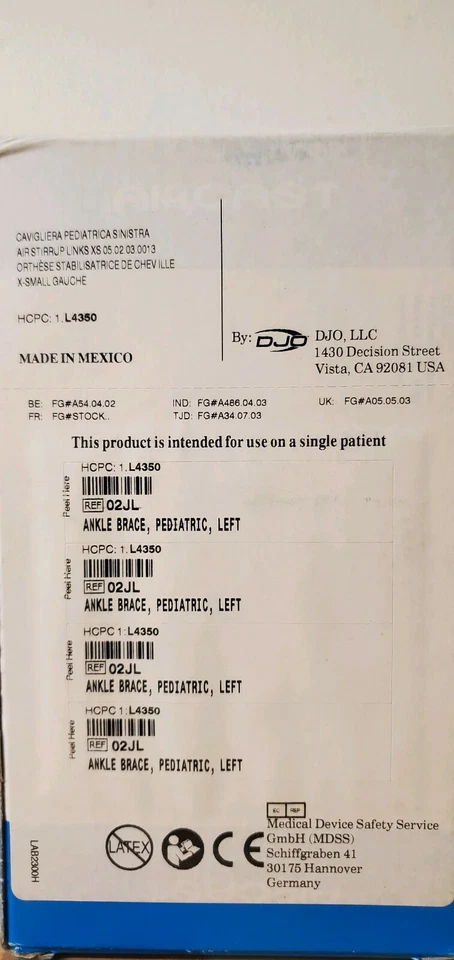 CAVIGLIERA PEDIATRICA SINISTRA
AIR STIRRUP LINKS XS 05.02.03.0013
ORTHÈSE STABILISATRICE DE CHEVILLE
X-SMALL GAUCHE
HCPC: 1.L4350
MADE IN MEXICO
By: DJO DJO, LLC
1430 Decision Street
Vista, CA 92081 USA
BE: FG#A54.04.02 IND: FG#A466.04.03 UK: FG#A05.05.03
FR: FG#STOCK.. TJD: FG#A34.07.03
This product is intended for use on a single patient
Peel Here
HCPC: 1.L4350
REF 02JL
ANKLE BRACE, PEDIATRIC, LEFT
Peel Here
HCPC: 1.L4350
REF 02JL
ANKLE BRACE, PEDIATRIC, LEFT
Peel Here
HCPC 1:L4350
REF 02JL
ANKLE BRACE, PEDIATRIC, LEFT
Peel Here
HCPC 1:L4350
REF 02JL
ANKLE BRACE, PEDIATRIC, LEFT
LAB2300H
LATEX
CE
EC REP
Medical Device Safety Service
GmbH (MDSS)
Schiffgraben 41
30175 Hannover
Germany